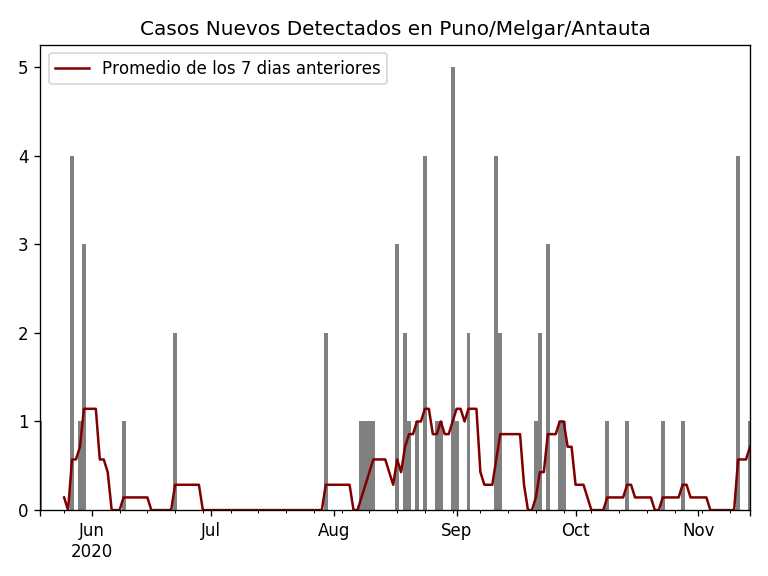 Casos Nuevos Detectados en Puno/Melgar/Antauta
Promedio de los 7 dias anteriores
5
4
3
2
1
0
Jun Jul Aug Sep Oct Nov
2020